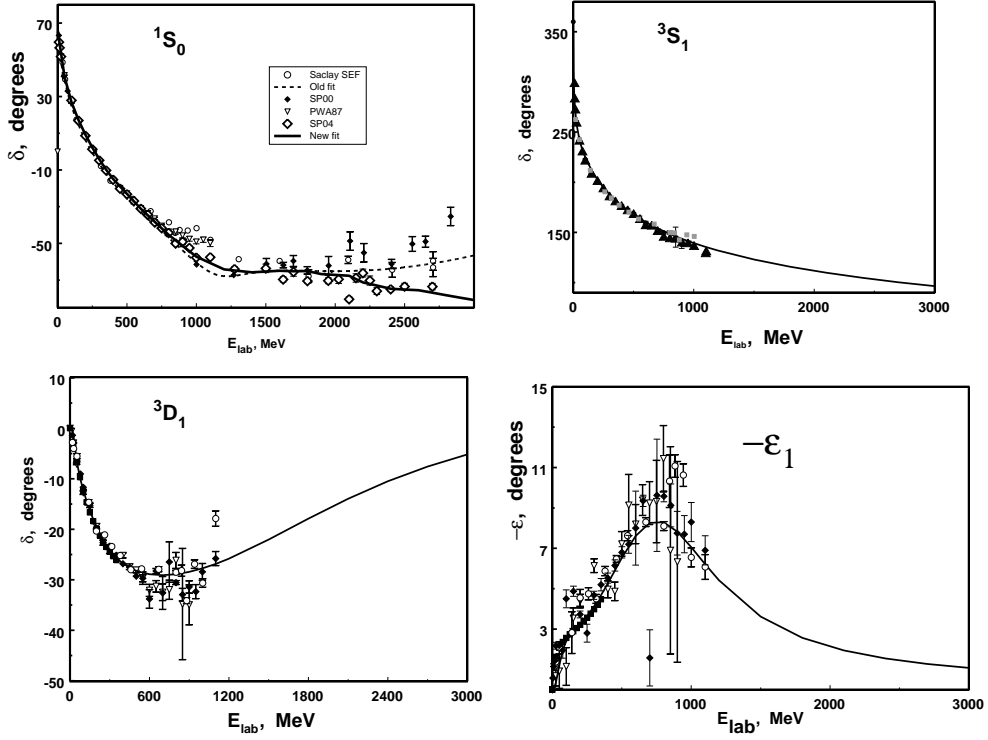 ¹S₀
δ, degrees
70
30
-10
-50
0
500
1000
1500
2000
2500
E_lab, MeV
Saclay SEF
Old fit
SP00
PWA87
SP04
New fit
³S₁
δ, degrees
350
250
150
0
1000
2000
3000
E_lab, MeV
³D₁
δ, degrees
10
0
-10
-20
-30
-40
-50
0
600
1200
1800
2400
3000
E_lab, MeV
−ε₁
-ε, degrees
15
11
7
3
0
1000
2000
3000
E_lab, MeV